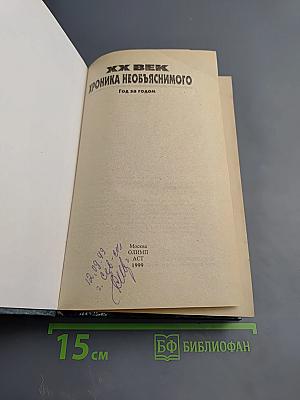 XX ВЕК
ХРОНИКА НЕОБЪЯСНИМОГО
Год за годом
Москва
ОЛИМП
АСТ
1999
15 см
БФ БИБЛИОФАН